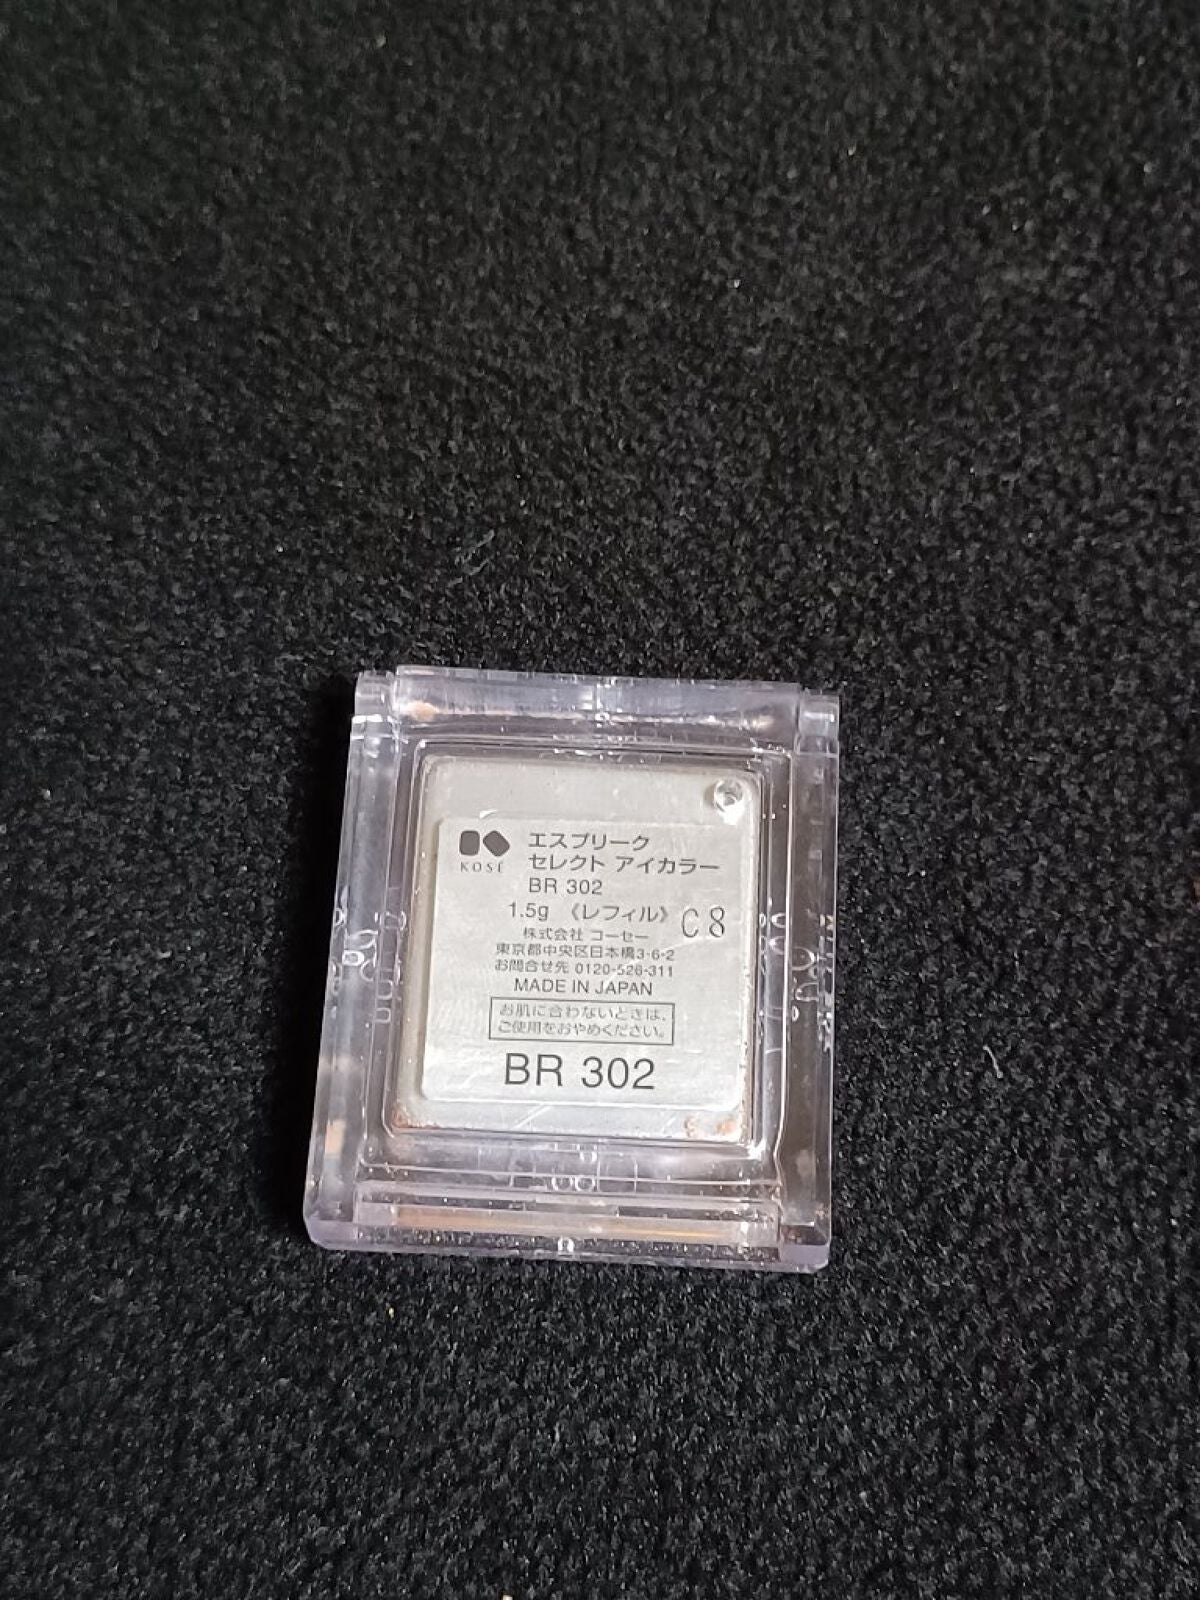 KOSÉ
エスプリーク
セレクト アイカラー
BR 302
1.5g 《レフィル》 C8
株式会社 コーセー
東京都中央区日本橋3-6-2
お問合せ先 0120-526-311
MADE IN JAPAN
お肌に合わないときは、
ご使用をおやめください。
BR 302